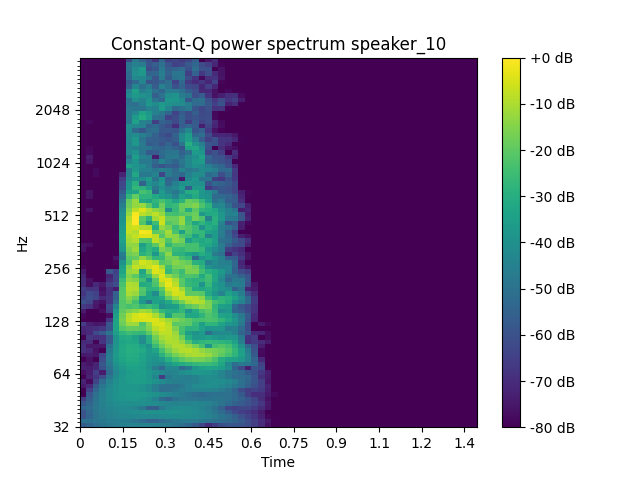 Constant-Q power spectrum speaker_10
Hz
2048
1024
512
256
128
64
32
0 0.15 0.3 0.45 0.6 0.75 0.9 1.1 1.2 1.4
Time
+0 dB
-10 dB
-20 dB
-30 dB
-40 dB
-50 dB
-60 dB
-70 dB
-80 dB